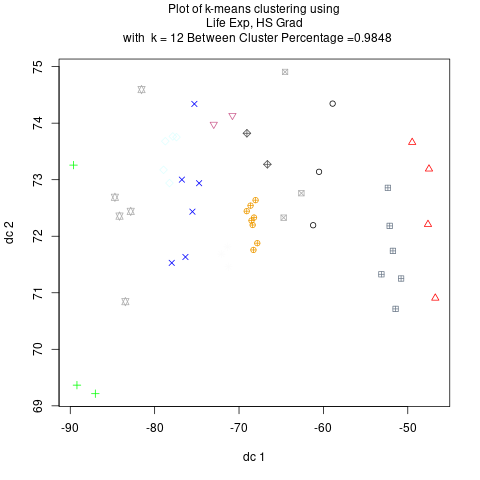 Plot of k-means clustering using
Life Exp, HS Grad
with  k = 12 Between Cluster Percentage =0.9848
75
74
73
72
71
70
69
dc 2
-90
-80
-70
-60
-50
dc 1